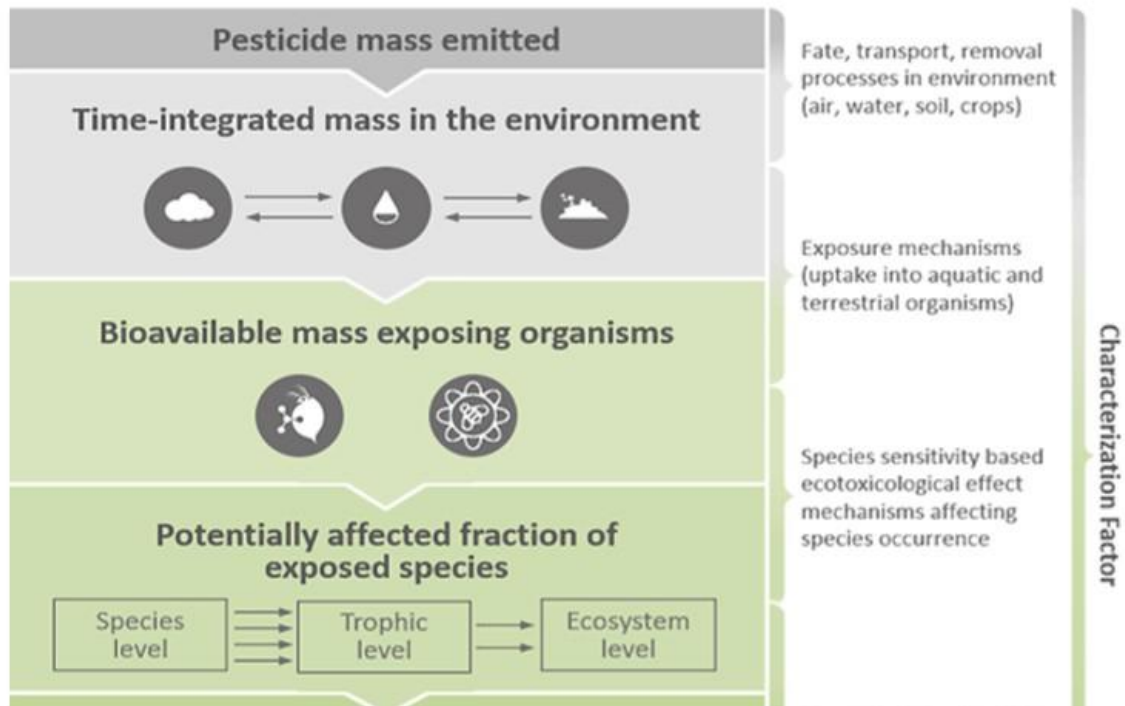 Pesticide mass emitted
Time-integrated mass in the environment
Bioavailable mass exposing organisms
Potentially affected fraction of
exposed species
Species
level
Trophic
level
Ecosystem
level
Fate, transport, removal
processes in environment
(air, water, soil, crops)
Exposure mechanisms
(uptake into aquatic and
terrestrial organisms)
Species sensitivity based
ecotoxicological effect
mechanisms affecting
species occurrence
Characterization Factor